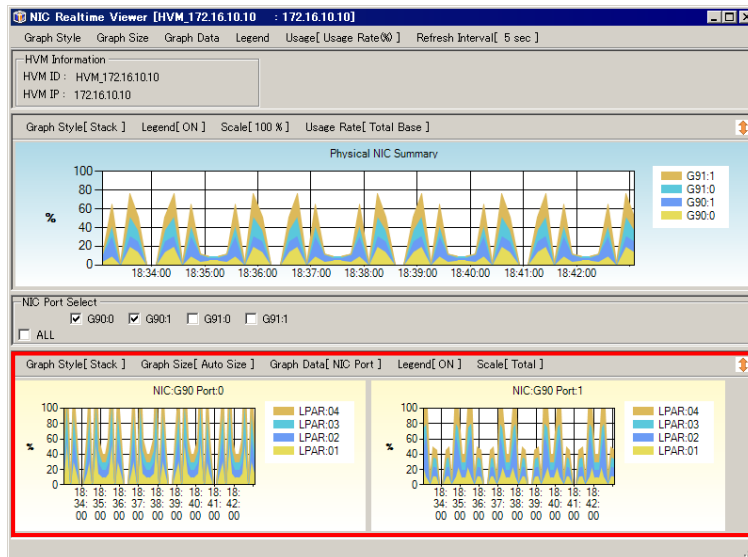 NIC Realtime Viewer [HVM_172.16.10.10 : 172.16.10.10]
Graph Style Graph Size Graph Data Legend Usage[ Usage Rate(%) ] Refresh Interval[ 5 sec ]
HVM Information
HVM ID : HVM_172.16.10.10
HVM IP : 172.16.10.10
Graph Style[ Stack ] Legend[ ON ] Scale[ 100 % ] Usage Rate[ Total Base ]
Physical NIC Summary
100
80
60
40
20
0
%
18:34:00 18:35:00 18:36:00 18:37:00 18:38:00 18:39:00 18:40:00 18:41:00 18:42:00
G91:1
G91:0
G90:1
G90:0
NIC Port Select
G90:0 G90:1 G91:0 G91:1
ALL
Graph Style[ Stack ] Graph Size[ Auto Size ] Graph Data[ NIC Port ] Legend[ ON ] Scale[ Total ]
NIC:G90 Port:0
100
80
60
40
20
0
%
18: 18: 18: 18: 18: 18: 18: 18: 18:
34: 35: 36: 37: 38: 39: 40: 41: 42:
00 00 00 00 00 00 00 00 00
LPAR:04
LPAR:03
LPAR:02
LPAR:01
NIC:G90 Port:1
100
80
60
40
20
0
%
18: 18: 18: 18: 18: 18: 18: 18: 18:
34: 35: 36: 37: 38: 39: 40: 41: 42:
00 00 00 00 00 00 00 00 00
LPAR:04
LPAR:03
LPAR:02
LPAR:01